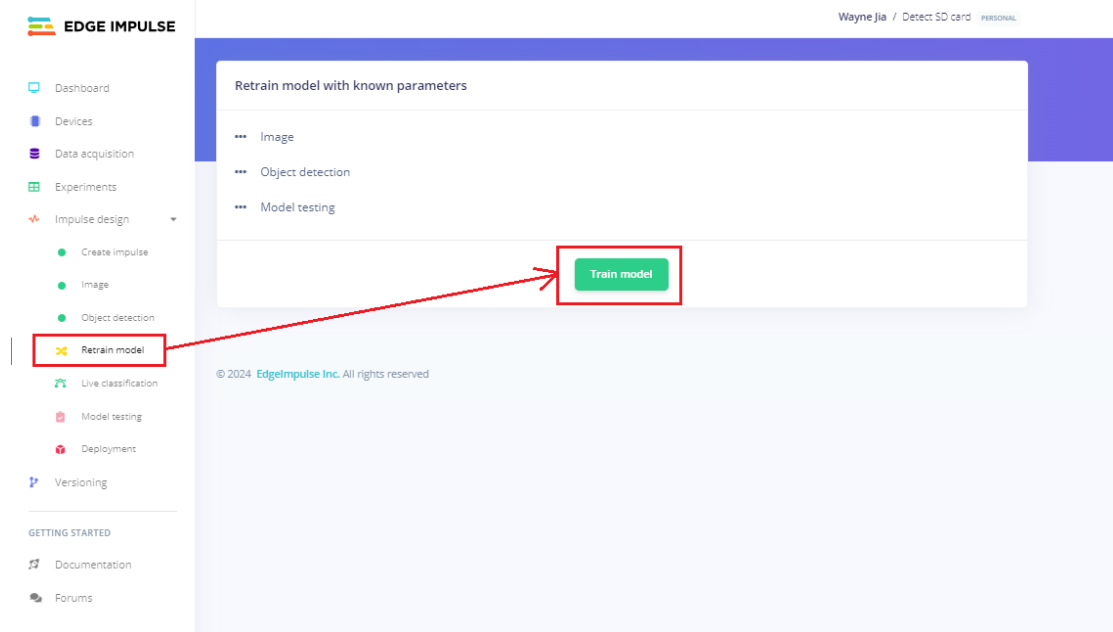 EDGE IMPULSE
Wayne Jia / Detect SD card PERSONAL
Dashboard
Devices
Data acquisition
Experiments
Impulse design
Create impulse
Image
Object detection
Retrain model
Live classification
Model testing
Deployment
Versioning
GETTING STARTED
Documentation
Forums
Retrain model with known parameters
Image
Object detection
Model testing
Train model
© 2024 EdgeImpulse Inc. All rights reserved